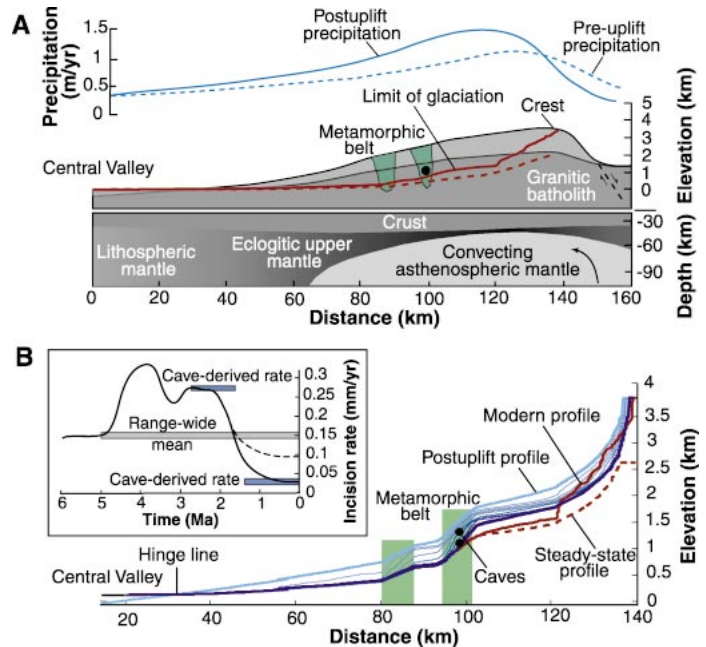 A
Precipitation
(m/yr)
1.5
1
0.5
0
Postuplift
precipitation
Pre-uplift
precipitation
Limit of glaciation
Crest
Metamorphic
belt
Central Valley
Granitic
batholith
5
4
3
2
1
0
Elevation (km)
Crust
Lithospheric
mantle
Eclogitic upper
mantle
Convecting
asthenospheric mantle
-30
-60
-90
Depth (km)
0
20
40
60
80
100
120
140
160
Distance (km)
B
Cave-derived rate
Range-wide
mean
Cave-derived rate
0.3
0.25
0.15
0.05
0
Incision rate (mm/yr)
6
5
4
3
2
1
0
Time (Ma)
Modern profile
Postuplift profile
Metamorphic
belt
Hinge line
Central Valley
Caves
Steady-state
profile
4
3.5
3
2.5
2
1.5
1
0.5
0
Elevation (km)
20
40
60
80
100
120
140
Distance (km)